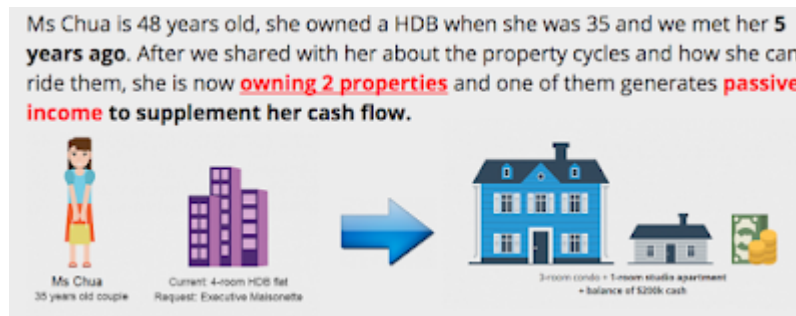 Ms Chua is 48 years old, she owned a HDB when she was 35 and we met her 5
years ago. After we shared with her about the property cycles and how she can
ride them, she is now owning 2 properties and one of them generates passive
income to supplement her cash flow.
Ms Chua
35 years old couple
Current: 4-room HDB flat
Request: Executive Maisonette
3-room condo + 1-room studio apartment
+ balance of $200k cash